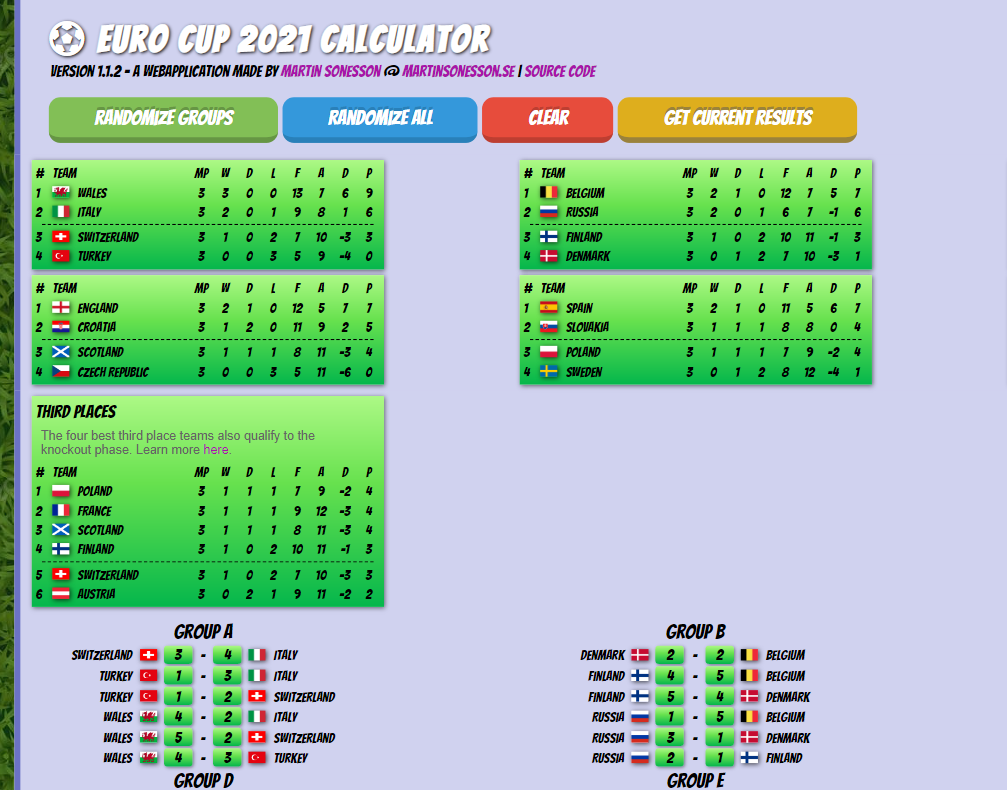 EURO CUP 2021 CALCULATOR
VERSION 1.1.2 - A WEBAPPLICATION MADE BY MARTIN SONESSON @ MARTINSONESSON.SE | SOURCE CODE
RANDOMIZE GROUPS RANDOMIZE ALL CLEAR GET CURRENT RESULTS
# TEAM MP W D L F A D P
1 WALES 3 3 0 0 13 7 6 9
2 ITALY 3 2 0 1 9 8 1 6
3 SWITZERLAND 3 1 0 2 7 10 -3 3
4 TURKEY 3 0 0 3 5 9 -4 0
# TEAM MP W D L F A D P
1 BELGIUM 3 2 1 0 12 7 5 7
2 RUSSIA 3 2 0 1 6 7 -1 6
3 FINLAND 3 1 0 2 10 11 -1 3
4 DENMARK 3 0 1 2 7 10 -3 1
# TEAM MP W D L F A D P
1 ENGLAND 3 2 1 0 12 5 7 7
2 CROATIA 3 1 2 0 11 9 2 5
3 SCOTLAND 3 1 1 1 8 11 -3 4
4 CZECH REPUBLIC 3 0 0 3 5 11 -6 0
# TEAM MP W D L F A D P
1 SPAIN 3 2 1 0 11 5 6 7
2 SLOVAKIA 3 1 1 1 8 8 0 4
3 POLAND 3 1 1 1 7 9 -2 4
4 SWEDEN 3 0 1 2 8 12 -4 1
THIRD PLACES
The four best third place teams also qualify to the
knockout phase. Learn more here.
# TEAM MP W D L F A D P
1 POLAND 3 1 1 1 7 9 -2 4
2 FRANCE 3 1 1 1 9 12 -3 4
3 SCOTLAND 3 1 1 1 8 11 -3 4
4 FINLAND 3 1 0 2 10 11 -1 3
5 SWITZERLAND 3 1 0 2 7 10 -3 3
6 AUSTRIA 3 0 2 1 9 11 -2 2
GROUP A
SWITZERLAND 3 - 4 ITALY
TURKEY 1 - 3 ITALY
TURKEY 1 - 2 SWITZERLAND
WALES 4 - 2 ITALY
WALES 5 - 2 SWITZERLAND
WALES 4 - 3 TURKEY
GROUP B
DENMARK 2 - 2 BELGIUM
FINLAND 4 - 5 BELGIUM
FINLAND 5 - 4 DENMARK
RUSSIA 1 - 5 BELGIUM
RUSSIA 3 - 1 DENMARK
RUSSIA 2 - 1 FINLAND
GROUP D
GROUP E